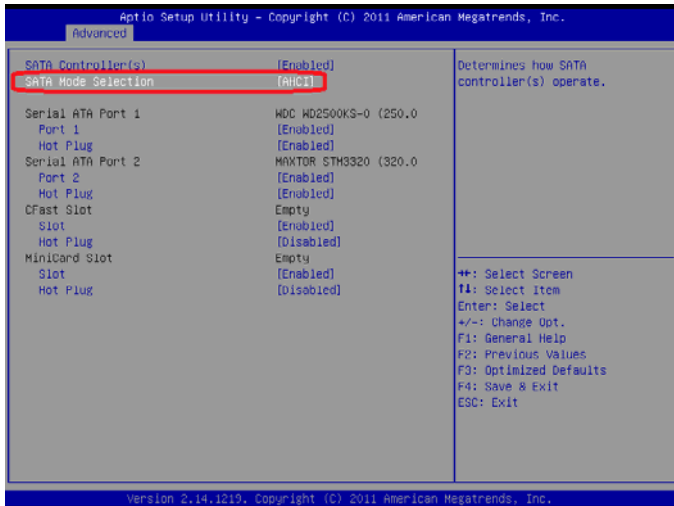 Aptio Setup Utility – Copyright (C) 2011 American Megatrends, Inc.
Advanced
SATA Controller(s) [Enabled]
SATA Mode Selection [AHCI]
Serial ATA Port 1 WDC WD2500KS-0 (250.0
Port 1 [Enabled]
Hot Plug [Enabled]
Serial ATA Port 2 MAXTOR STM3320 (320.0
Port 2 [Enabled]
Hot Plug [Enabled]
CFast Slot Empty
Slot [Enabled]
Hot Plug [Disabled]
MiniCard Slot Empty
Slot [Enabled]
Hot Plug [Disabled]
Determines how SATA
controller(s) operate.
→←: Select Screen
↑↓: Select Item
Enter: Select
+/-: Change Opt.
F1: General Help
F2: Previous Values
F3: Optimized Defaults
F4: Save & Exit
ESC: Exit
Version 2.14.1219. Copyright (C) 2011 American Megatrends, Inc.